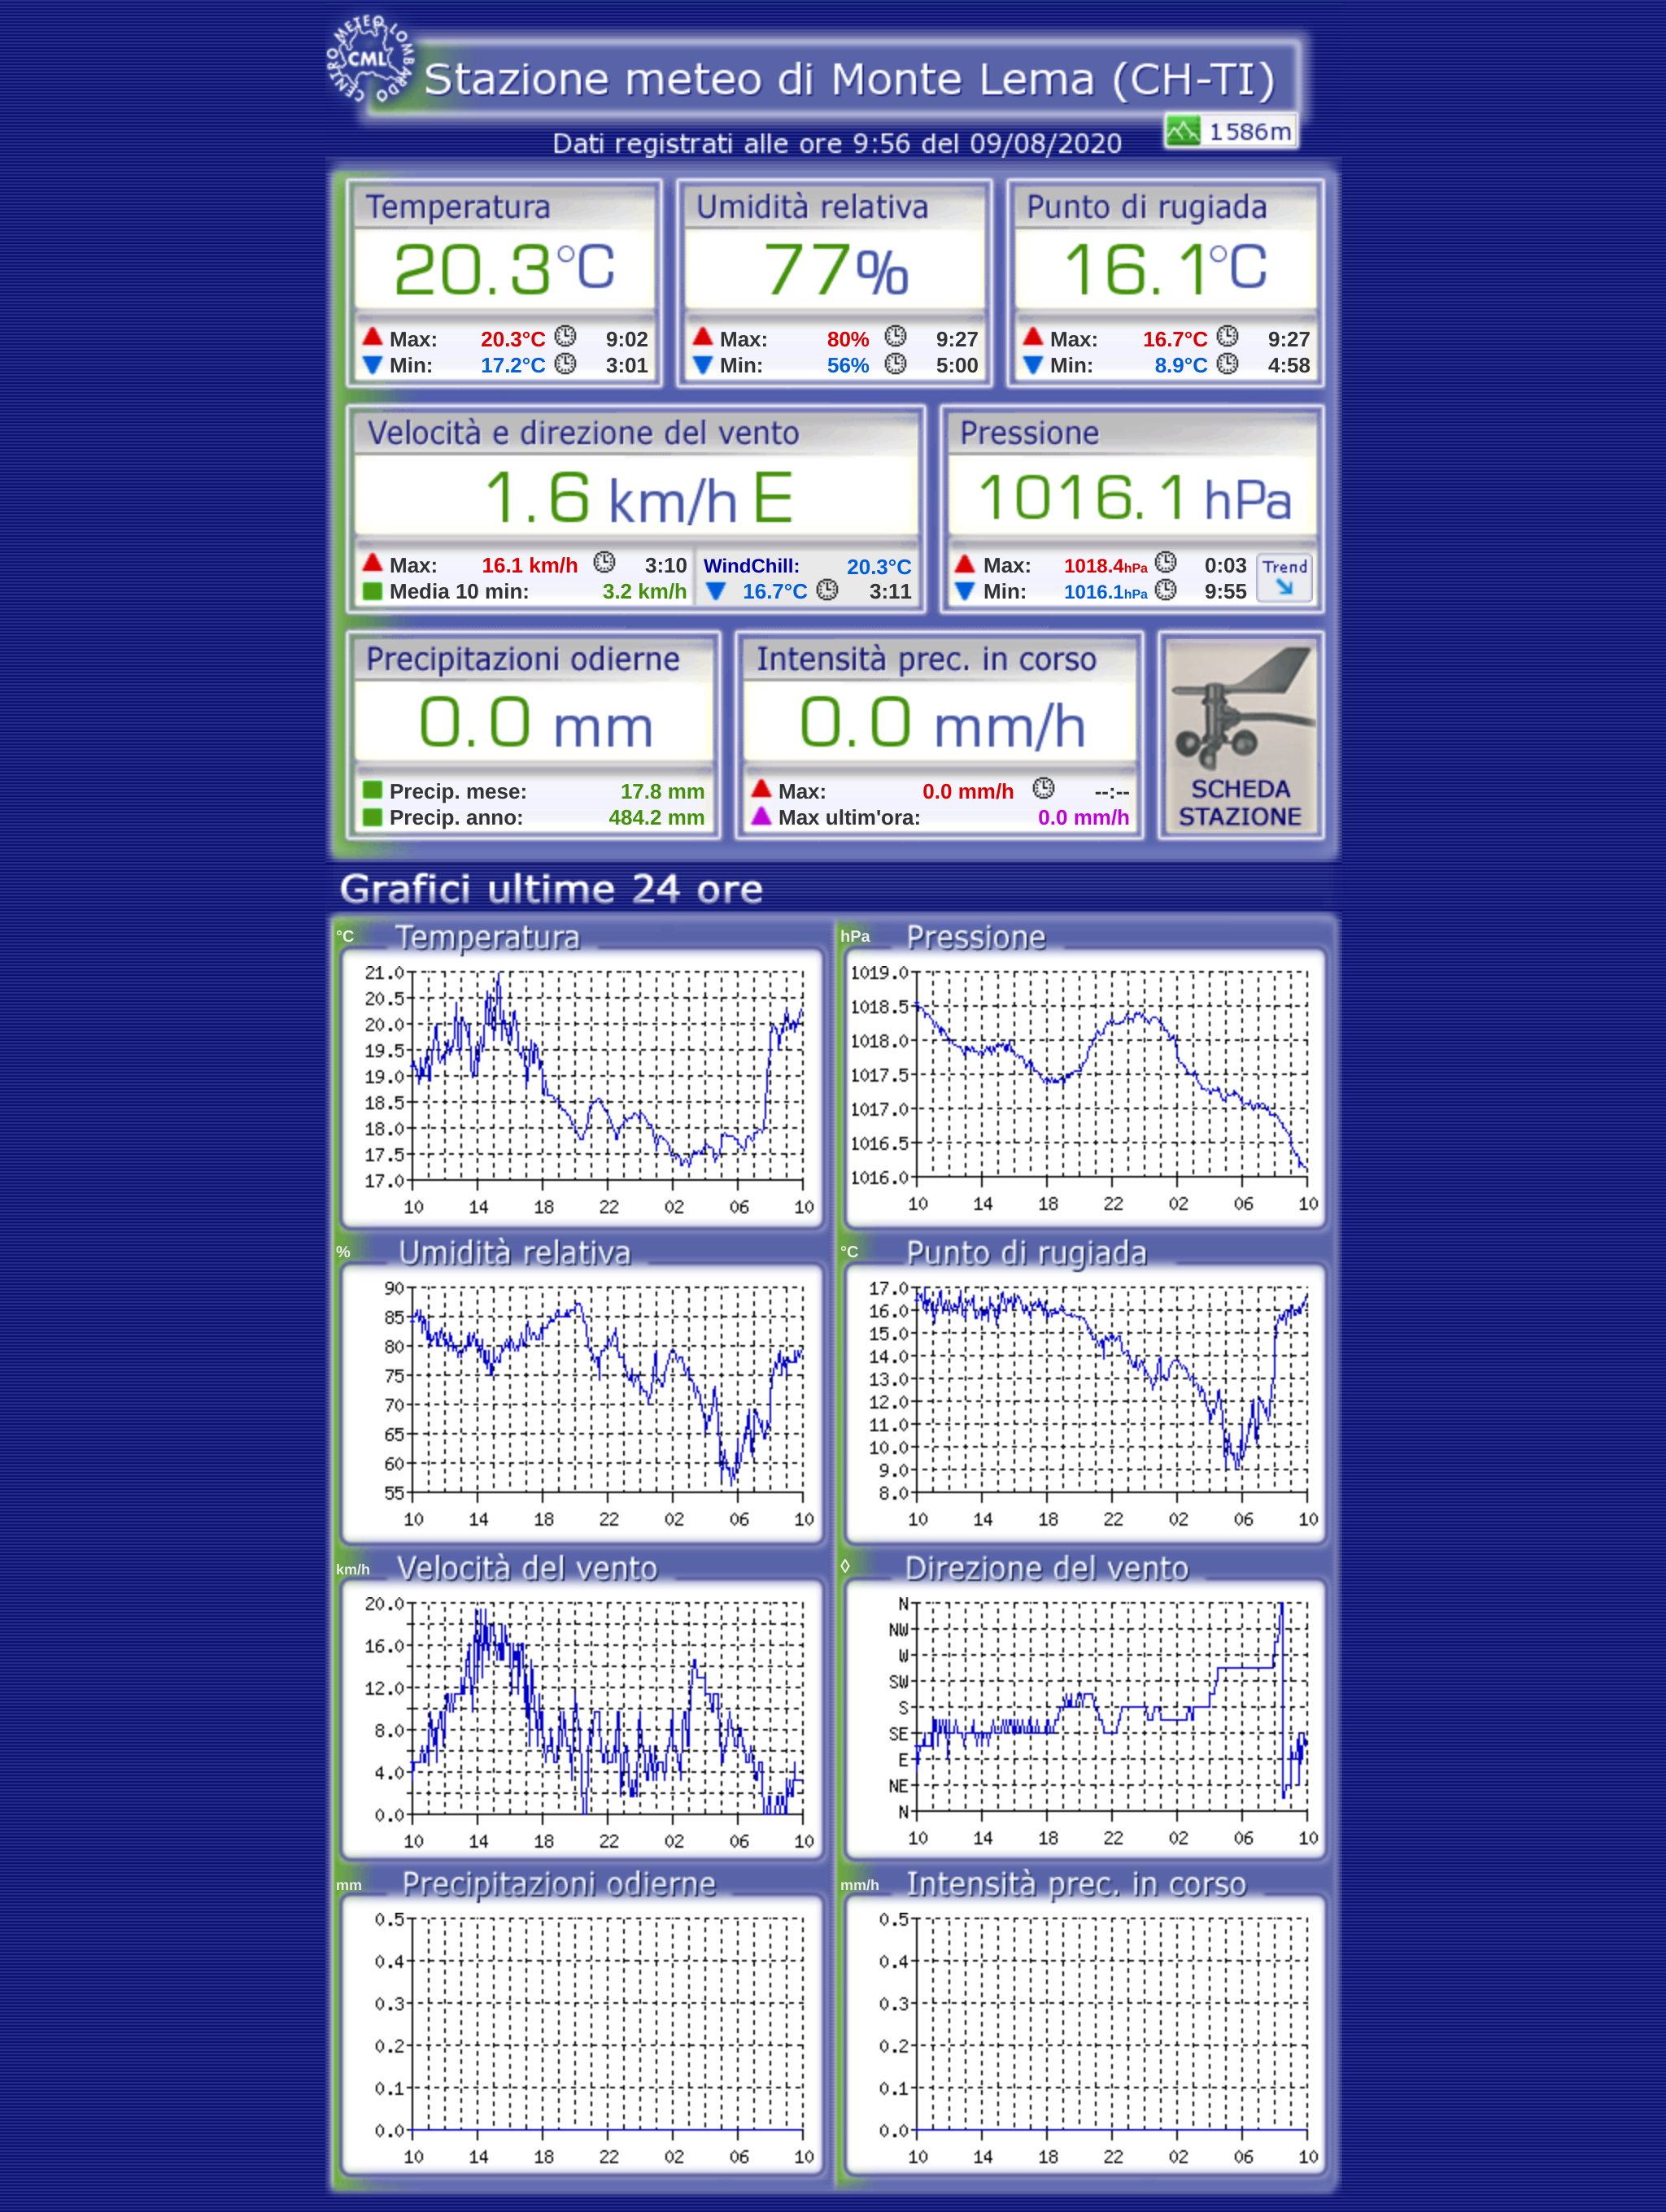 CENTRO METEO LOMBARDO
CML
Stazione meteo di Monte Lema (CH-TI)
1586m
Dati registrati alle ore 9:56 del 09/08/2020
Temperatura Umidità relativa Punto di rugiada
20.3°C 77% 16.1°C
Max: 20.3°C 9:02 Max: 80% 9:27 Max: 16.7°C 9:27
Min: 17.2°C 3:01 Min: 56% 5:00 Min: 8.9°C 4:58
Velocità e direzione del vento Pressione
1.6 km/h E 1016.1 hPa
Max: 16.1 km/h 3:10 WindChill: 20.3°C Max: 1018.4hPa 0:03 Trend
Media 10 min: 3.2 km/h 16.7°C 3:11 Min: 1016.1hPa 9:55
Precipitazioni odierne Intensità prec. in corso
0.0 mm 0.0 mm/h
Precip. mese: 17.8 mm Max: 0.0 mm/h --:-- SCHEDA
Precip. anno: 484.2 mm Max ultim'ora: 0.0 mm/h STAZIONE
Grafici ultime 24 ore
°C Temperatura
21.0
20.5
20.0
19.5
19.0
18.5
18.0
17.5
17.0
10 14 18 22 02 06 10
hPa Pressione
1019.0
1018.5
1018.0
1017.5
1017.0
1016.5
1016.0
10 14 18 22 02 06 10
% Umidità relativa
90
85
80
75
70
65
60
55
10 14 18 22 02 06 10
°C Punto di rugiada
17.0
16.0
15.0
14.0
13.0
12.0
11.0
10.0
9.0
8.0
10 14 18 22 02 06 10
km/h Velocità del vento
20.0
16.0
12.0
8.0
4.0
0.0
10 14 18 22 02 06 10
◊ Direzione del vento
N
NW
W
SW
S
SE
E
NE
N
10 14 18 22 02 06 10
mm Precipitazioni odierne
0.5
0.4
0.3
0.2
0.1
0.0
10 14 18 22 02 06 10
mm/h Intensità prec. in corso
0.5
0.4
0.3
0.2
0.1
0.0
10 14 18 22 02 06 10